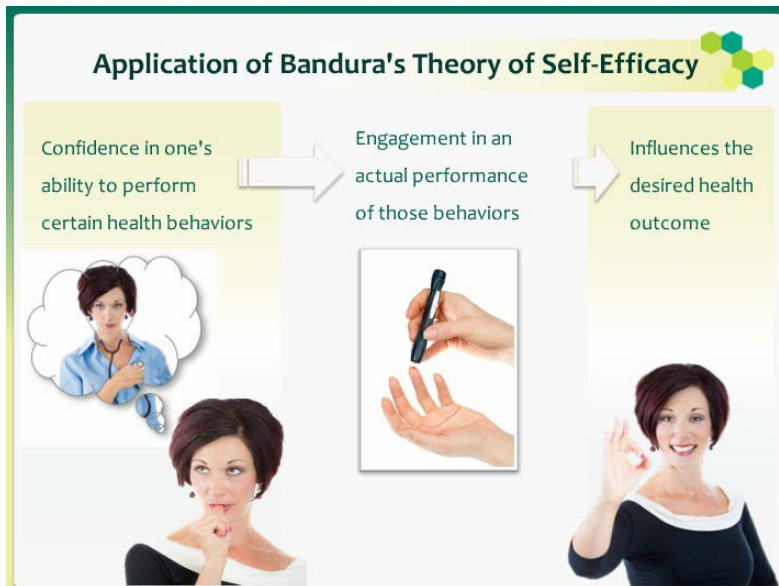 Application of Bandura's Theory of Self-Efficacy
Confidence in one's
ability to perform
certain health behaviors
Engagement in an
actual performance
of those behaviors
Influences the
desired health
outcome